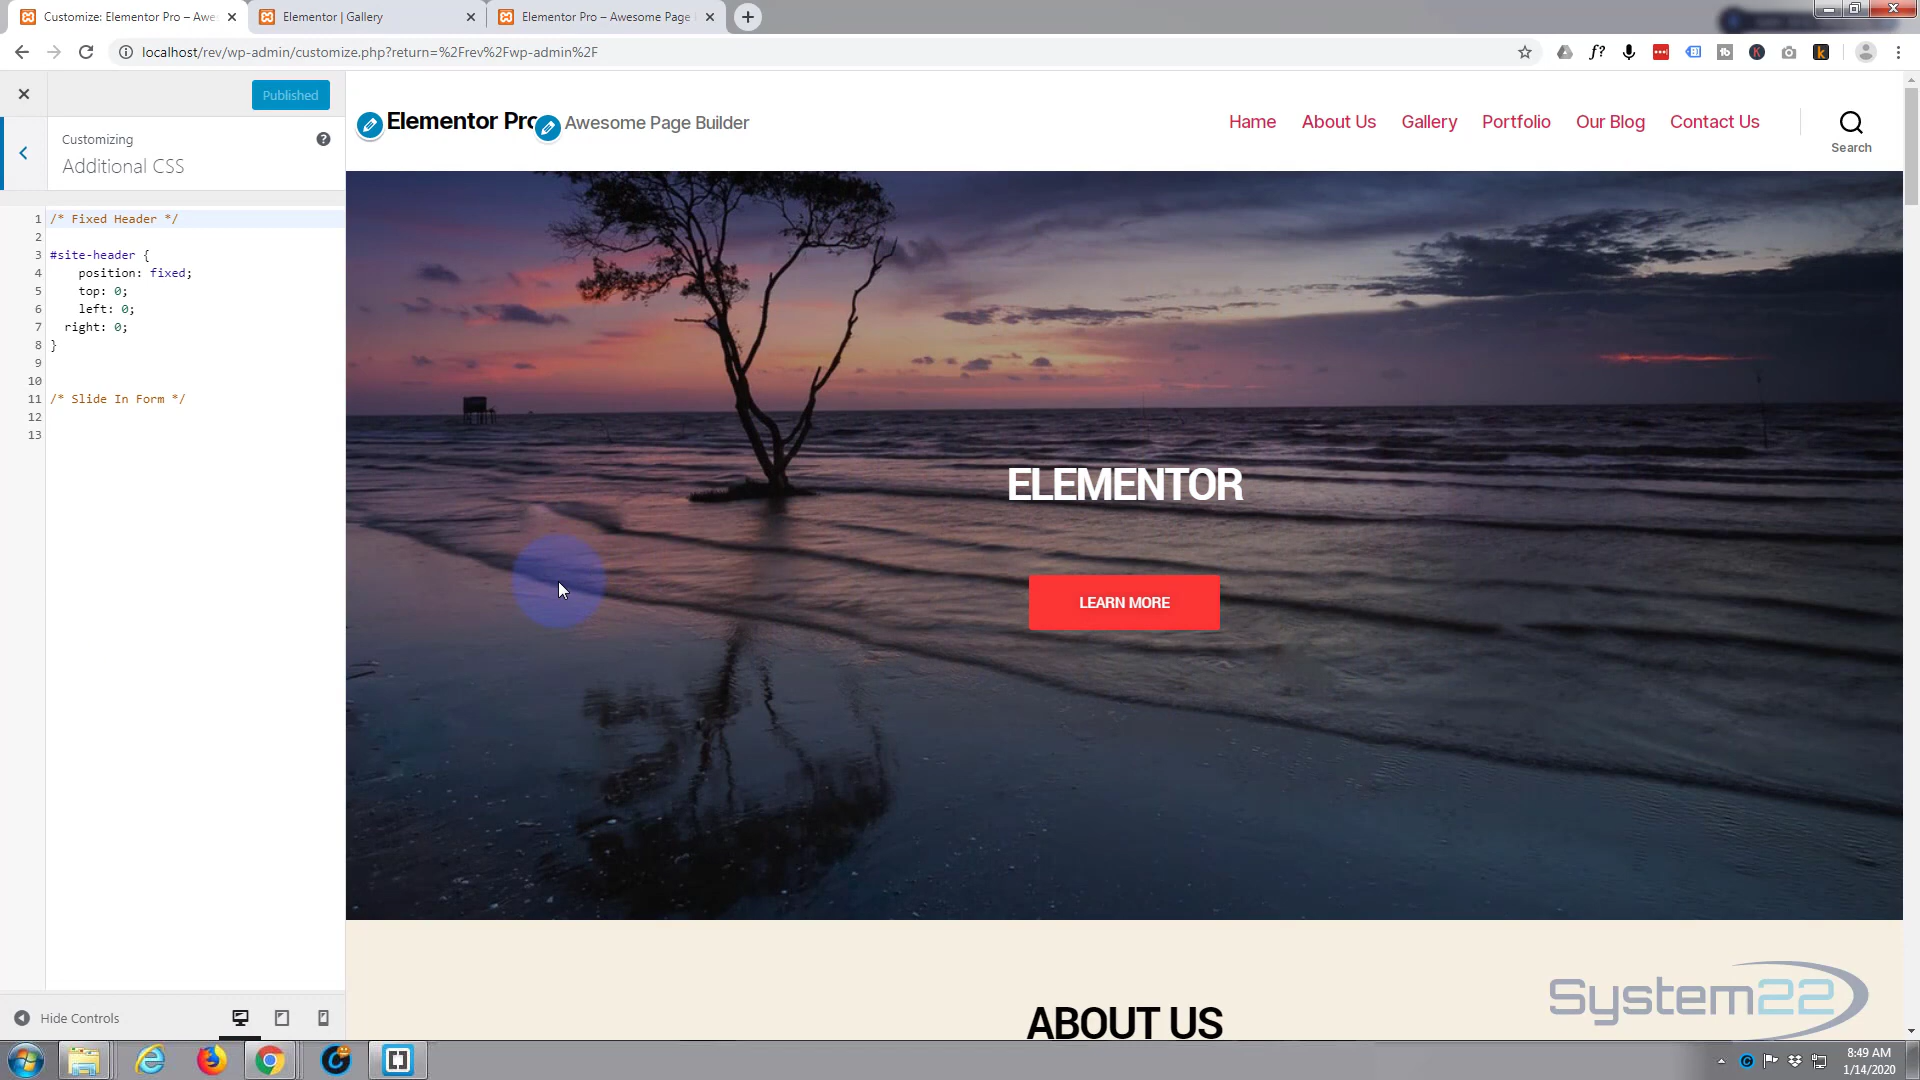 Customize: Elementor Pro – Awe
Elementor | Gallery
Elementor Pro – Awesome Page
localhost/rev/wp-admin/customize.php?return=%2Frev%2Fwp-admin%2F
Published
Customizing
Additional CSS
1 /* Fixed Header */
2
3 #site-header {
4 position: fixed;
5 top: 0;
6 left: 0;
7 right: 0;
8 }
9
10
11 /* Slide In Form */
12
13
Hide Controls
Elementor Pro
Awesome Page Builder
Home
About Us
Gallery
Portfolio
Our Blog
Contact Us
Search
ELEMENTOR
LEARN MORE
ABOUT US
System22
8:49 AM
1/14/2020